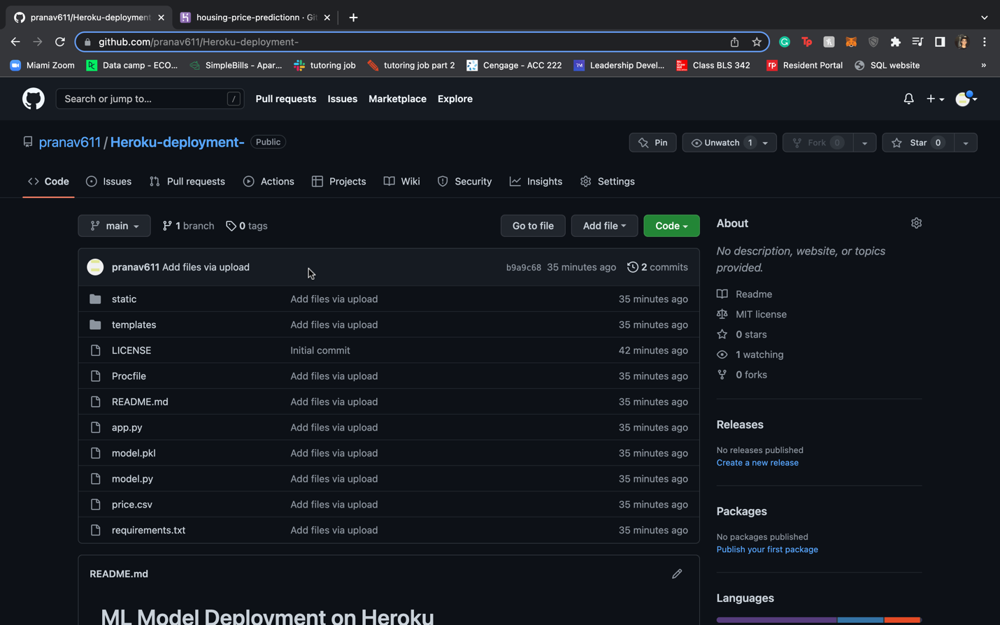 pranav611/Heroku-deployment
housing-price-predictionn · Git
github.com/pranav611/Heroku-deployment-
Miami Zoom
Data camp - ECO...
SimpleBills - Apar...
tutoring job
tutoring job part 2
Cengage - ACC 222
Leadership Devel...
Class BLS 342
Resident Portal
SQL website
»
Search or jump to...
/
Pull requests
Issues
Marketplace
Explore
pranav611 / Heroku-deployment-
Public
Pin
Unwatch 1
Fork 0
Star 0
Code
Issues
Pull requests
Actions
Projects
Wiki
Security
Insights
Settings
main
1 branch
0 tags
Go to file
Add file
Code
pranav611 Add files via upload
b9a9c68 35 minutes ago
2 commits
static Add files via upload 35 minutes ago
templates Add files via upload 35 minutes ago
LICENSE Initial commit 42 minutes ago
Procfile Add files via upload 35 minutes ago
README.md Add files via upload 35 minutes ago
app.py Add files via upload 35 minutes ago
model.pkl Add files via upload 35 minutes ago
model.py Add files via upload 35 minutes ago
price.csv Add files via upload 35 minutes ago
requirements.txt Add files via upload 35 minutes ago
README.md
ML Model Deployment on Heroku
About
No description, website, or topics
provided.
Readme
MIT license
0 stars
1 watching
0 forks
Releases
No releases published
Create a new release
Packages
No packages published
Publish your first package
Languages